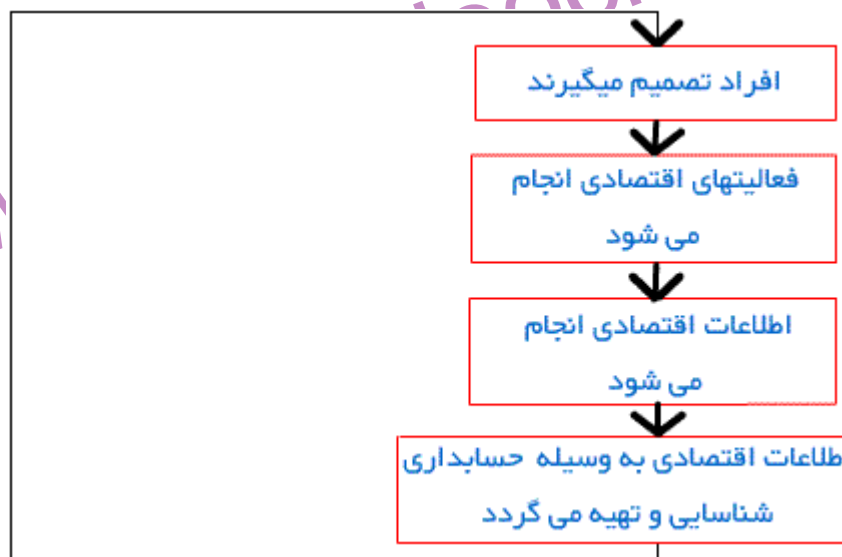 افراد تصمیم میگیرند
فعالیتهای اقتصادی انجام
می شود
اطلاعات اقتصادی انجام
می شود
طلاعات اقتصادی به وسیله حسابداری
شناسایی و تهیه می گردد